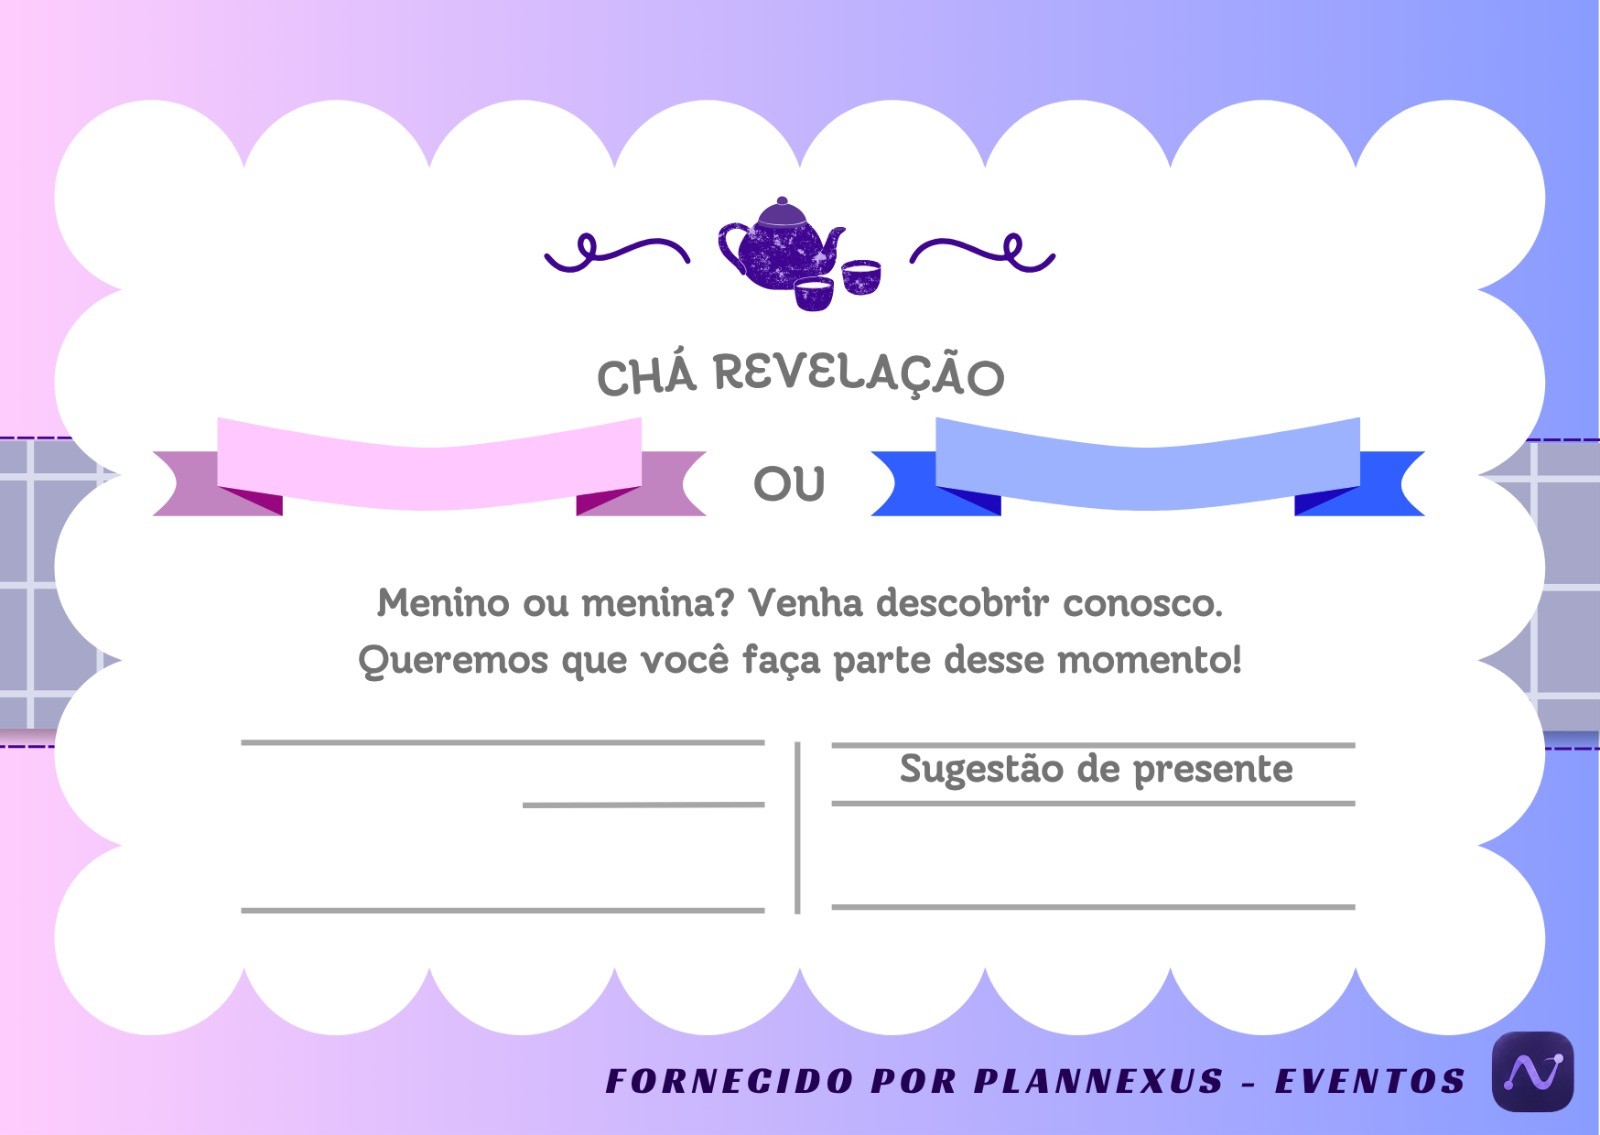 CHÁ REVELAÇÃO
OU
Menino ou menina? Venha descobrir conosco.
Queremos que você faça parte desse momento!
Sugestão de presente
FORNECIDO POR PLANNEXUS - EVENTOS